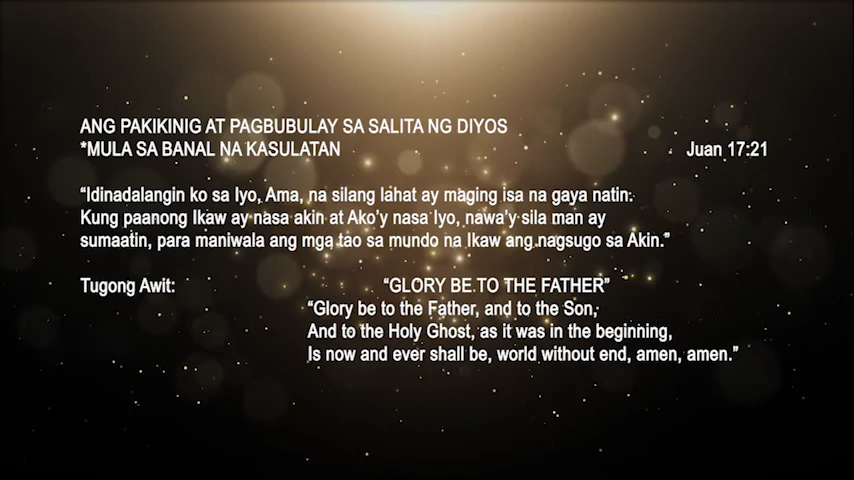 ANG PAKIKINIG AT PAGBUBULAY SA SALITA NG DIYOS
*MULA SA BANAL NA KASULATAN Juan 17:21
“Idinadalangin ko sa Iyo, Ama, na silang lahat ay maging isa na gaya natin.
Kung paanong Ikaw ay nasa akin at Ako’y nasa Iyo, nawa’y sila man ay
sumaatin, para maniwala ang mga tao sa mundo na Ikaw ang nagsugo sa Akin.”
Tugong Awit: “GLORY BE TO THE FATHER”
“Glory be to the Father, and to the Son,
And to the Holy Ghost, as it was in the beginning,
Is now and ever shall be, world without end, amen, amen.”